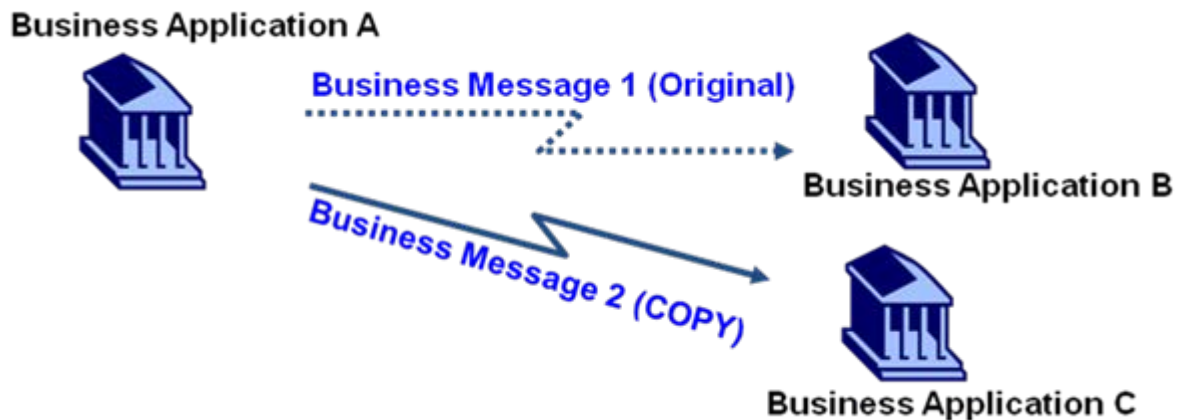 Business Application A
Business Message 1 (Original)
Business Application B
Business Message 2 (COPY)
Business Application C